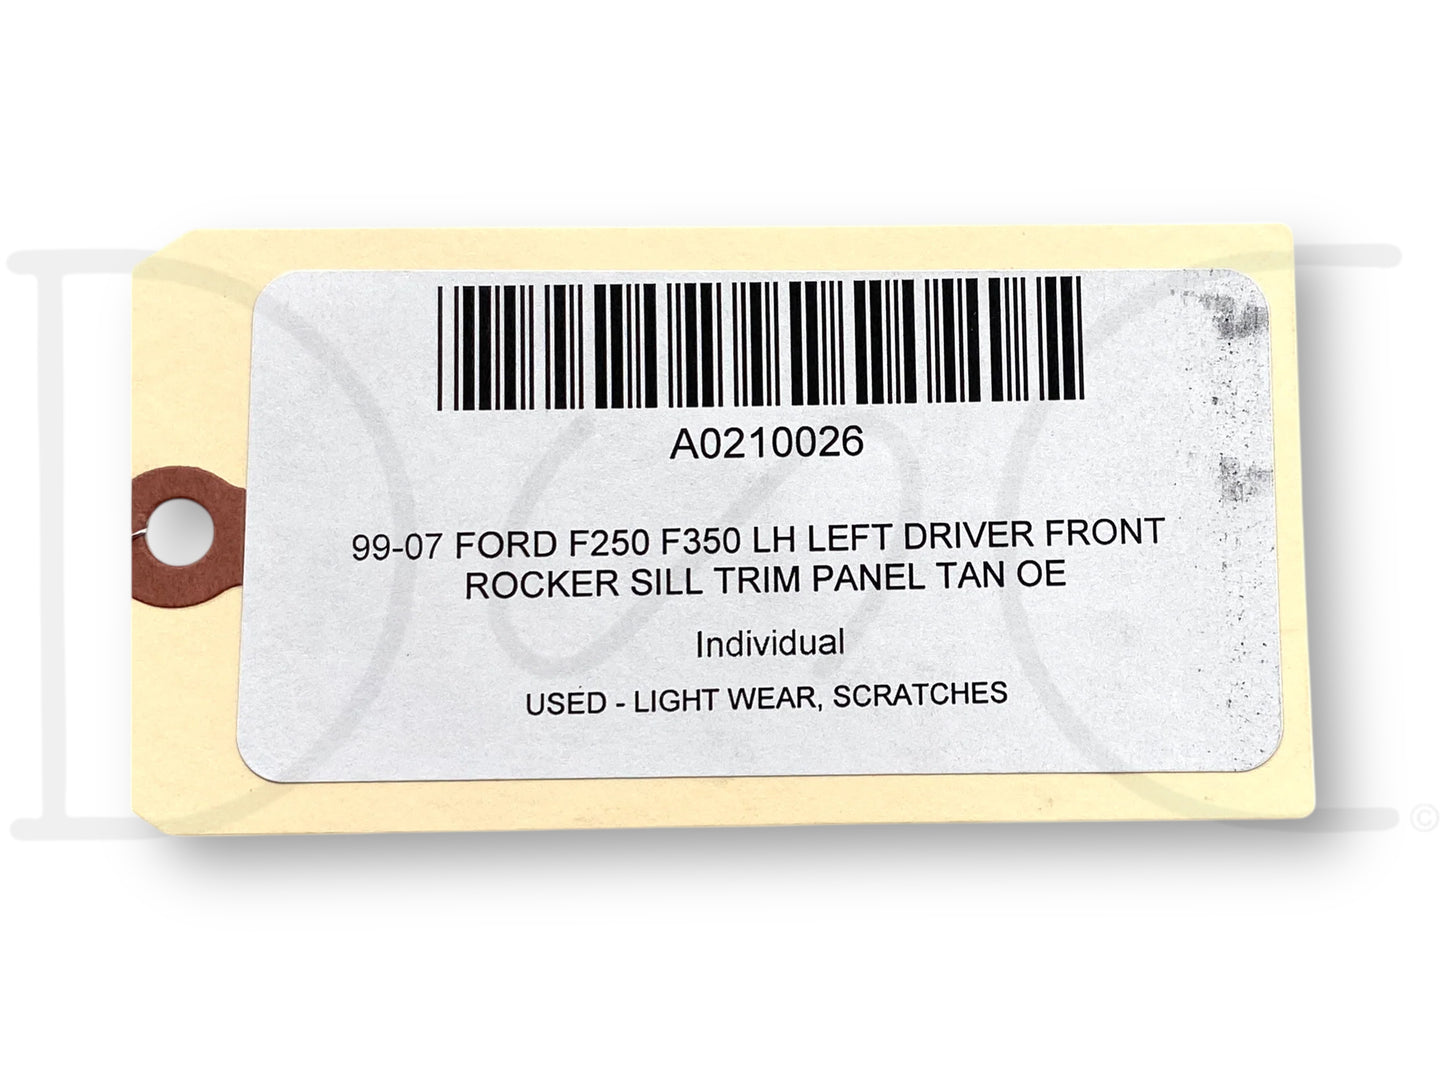 A0210026
99-07 FORD F250 F350 LH LEFT DRIVER FRONT
ROCKER SILL TRIM PANEL TAN OE
Individual
USED - LIGHT WEAR, SCRATCHES
©